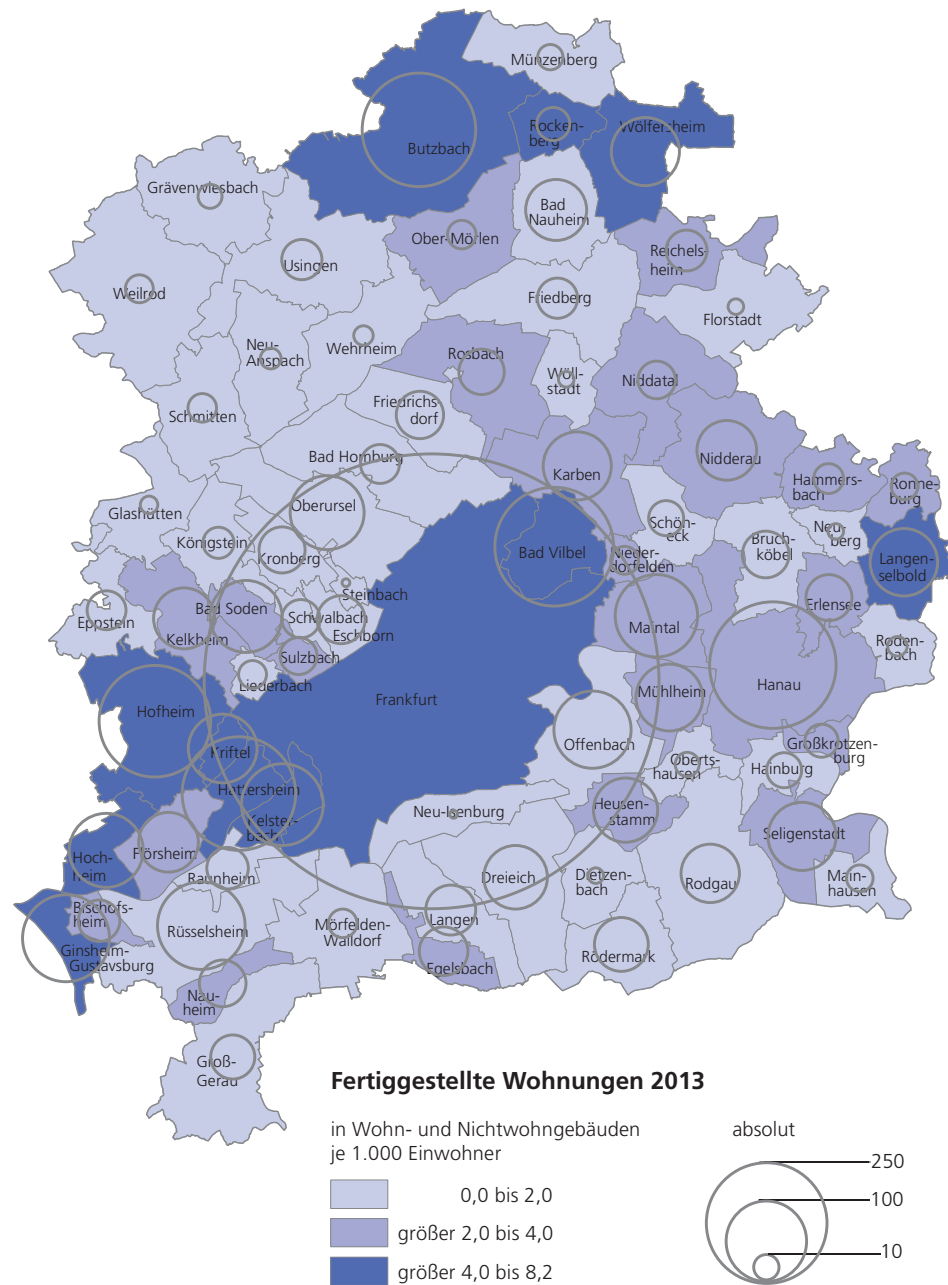 Münzenberg
Rocken-
berg
Wölfersheim
Butzbach
Grävenwiesbach
Bad
Nauheim
Ober-Mörlen
Reichels-
heim
Usingen
Weilrod
Friedberg
Florstadt
Neu-
Anspach
Wehrheim
Rosbach
Wöll-
stadt
Niddatal
Schmitten
Friedrichs-
dorf
Bad Homburg
Karben
Nidderau
Hammers-
bach
Ronne-
burg
Glashütten
Oberursel
Schön-
eck
Bruch-
köbel
Neu-
berg
Königstein
Kronberg
Bad Vilbel
Nieder-
dorfelden
Langen-
selbold
Steinbach
Eppstein
Bad Soden
Schwalbach
Eschborn
Kelkheim
Maintal
Erlensee
Sulzbach
Rodenbach
Liederbach
Frankfurt
Mühlheim
Hanau
Hofheim
Offenbach
Kriftel
Oberts-
hausen
Großkrotzen-
burg
Hainburg
Hattersheim
Neu-Isenburg
Heusen-
stamm
Kelster-
bach
Seligenstadt
Hoch-
heim
Flörsheim
Raunheim
Dreieich
Dietzen-
bach
Rodgau
Main-
hausen
Bischofs-
heim
Rüsselsheim
Mörfelden-
Walldorf
Langen
Ginsheim-
Gustavsburg
Egelsbach
Rödermark
Nau-
heim
Groß-
Gerau
Fertiggestellte Wohnungen 2013
in Wohn- und Nichtwohngebäuden
je 1.000 Einwohner
0,0 bis 2,0
größer 2,0 bis 4,0
größer 4,0 bis 8,2
absolut
250
100
10